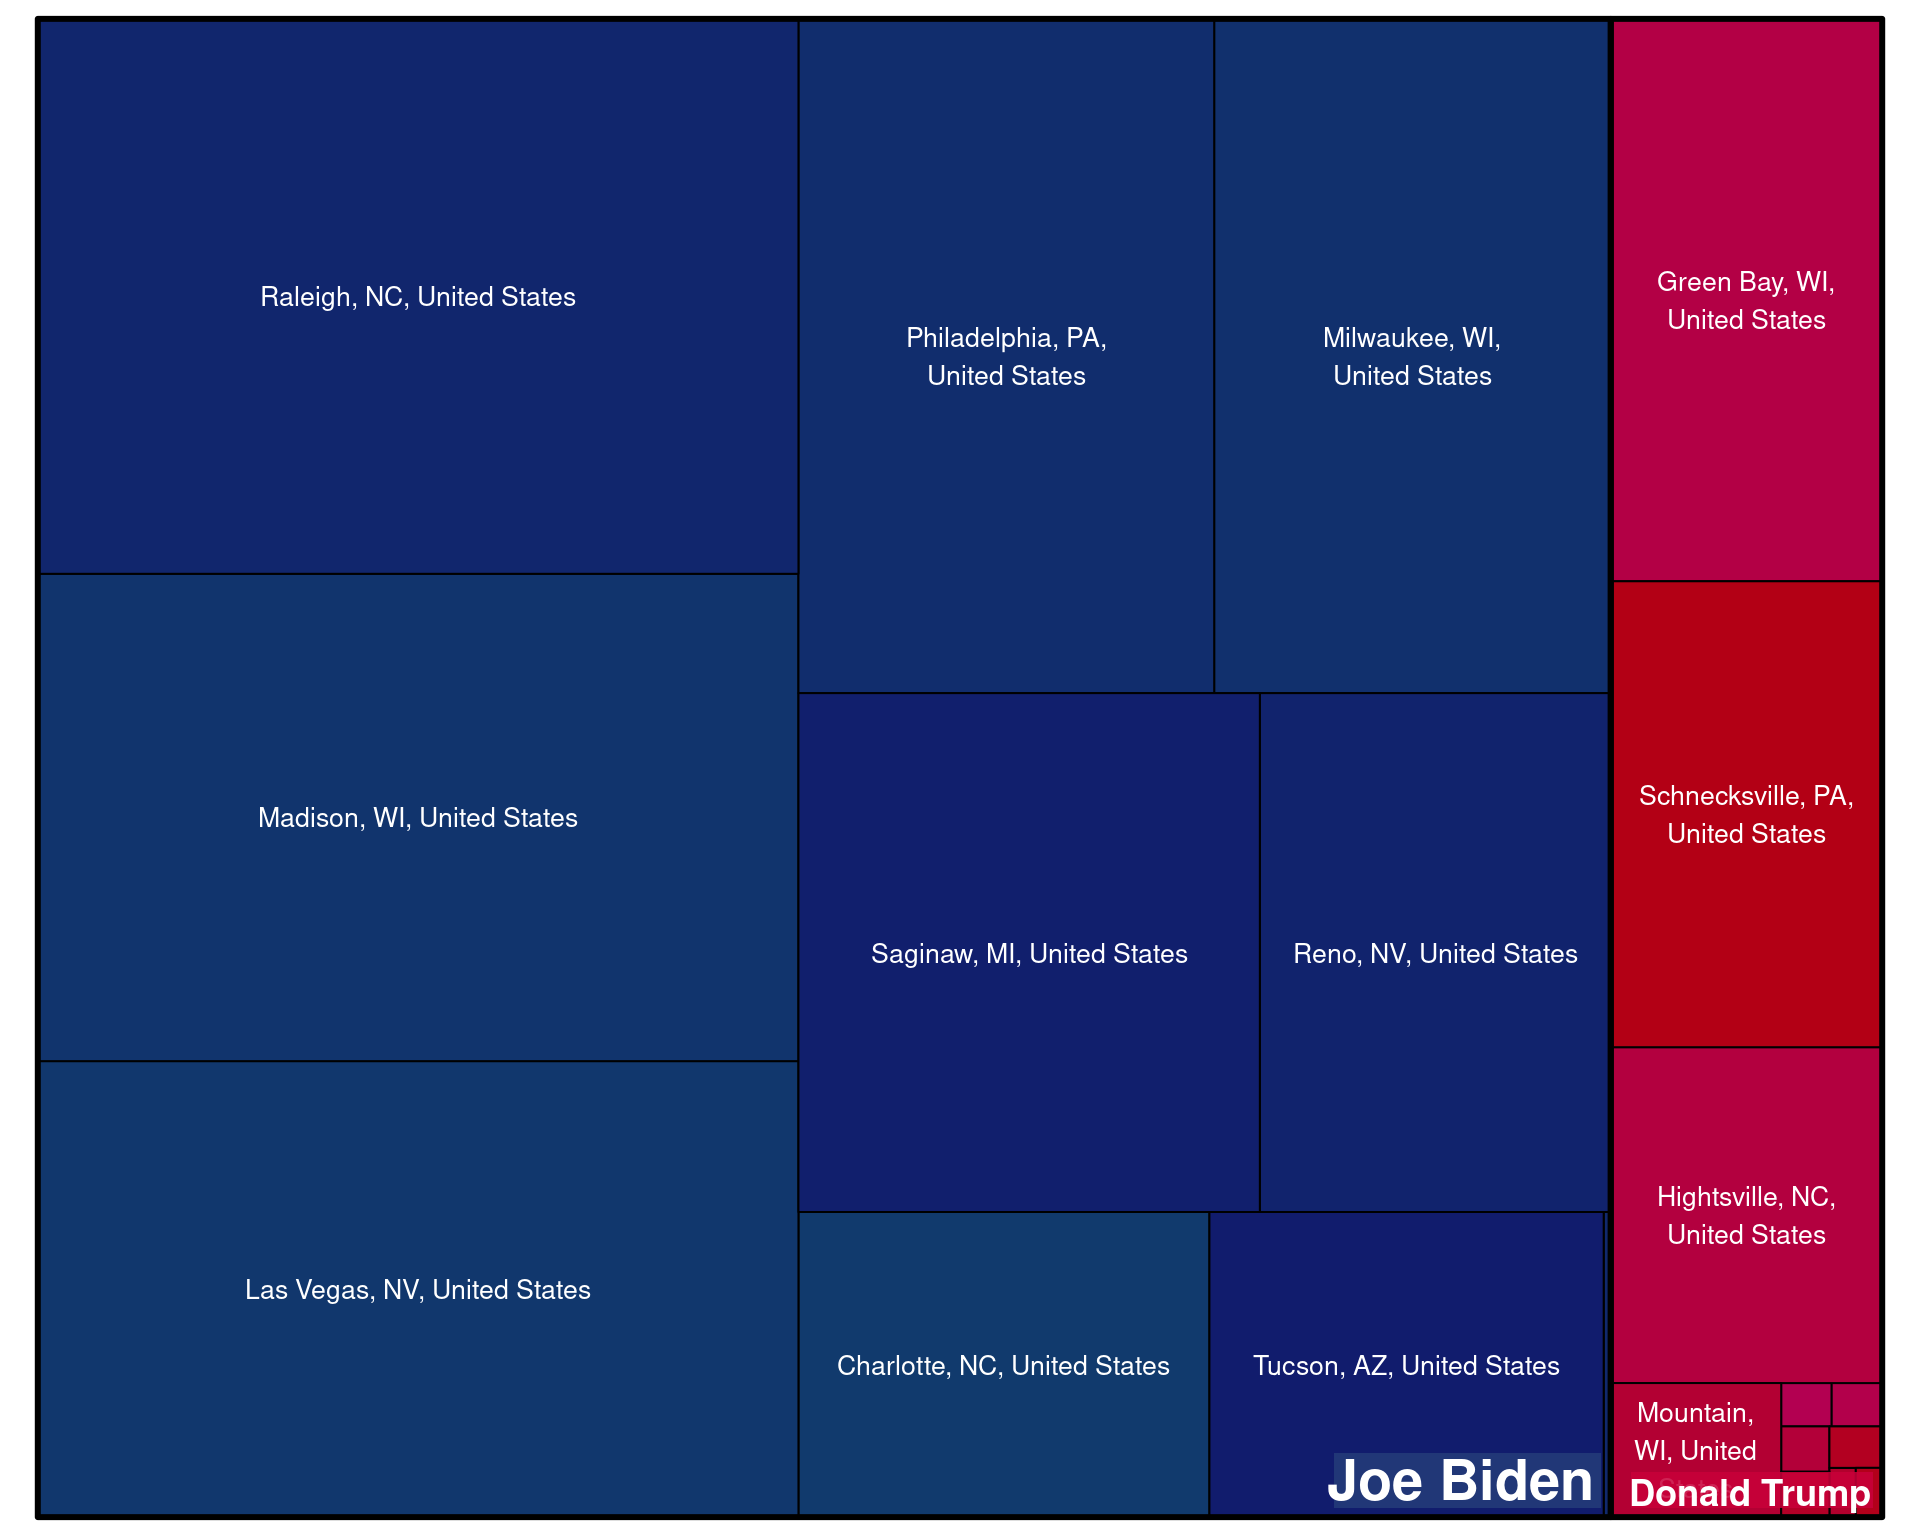 Raleigh, NC, United States
Madison, WI, United States
Las Vegas, NV, United States
Philadelphia, PA,
United States
Milwaukee, WI,
United States
Saginaw, MI, United States
Reno, NV, United States
Charlotte, NC, United States
Tucson, AZ, United States
Joe Biden
Green Bay, WI,
United States
Schnecksville, PA,
United States
Hightsville, NC,
United States
Mountain,
WI, United
Donald Trump